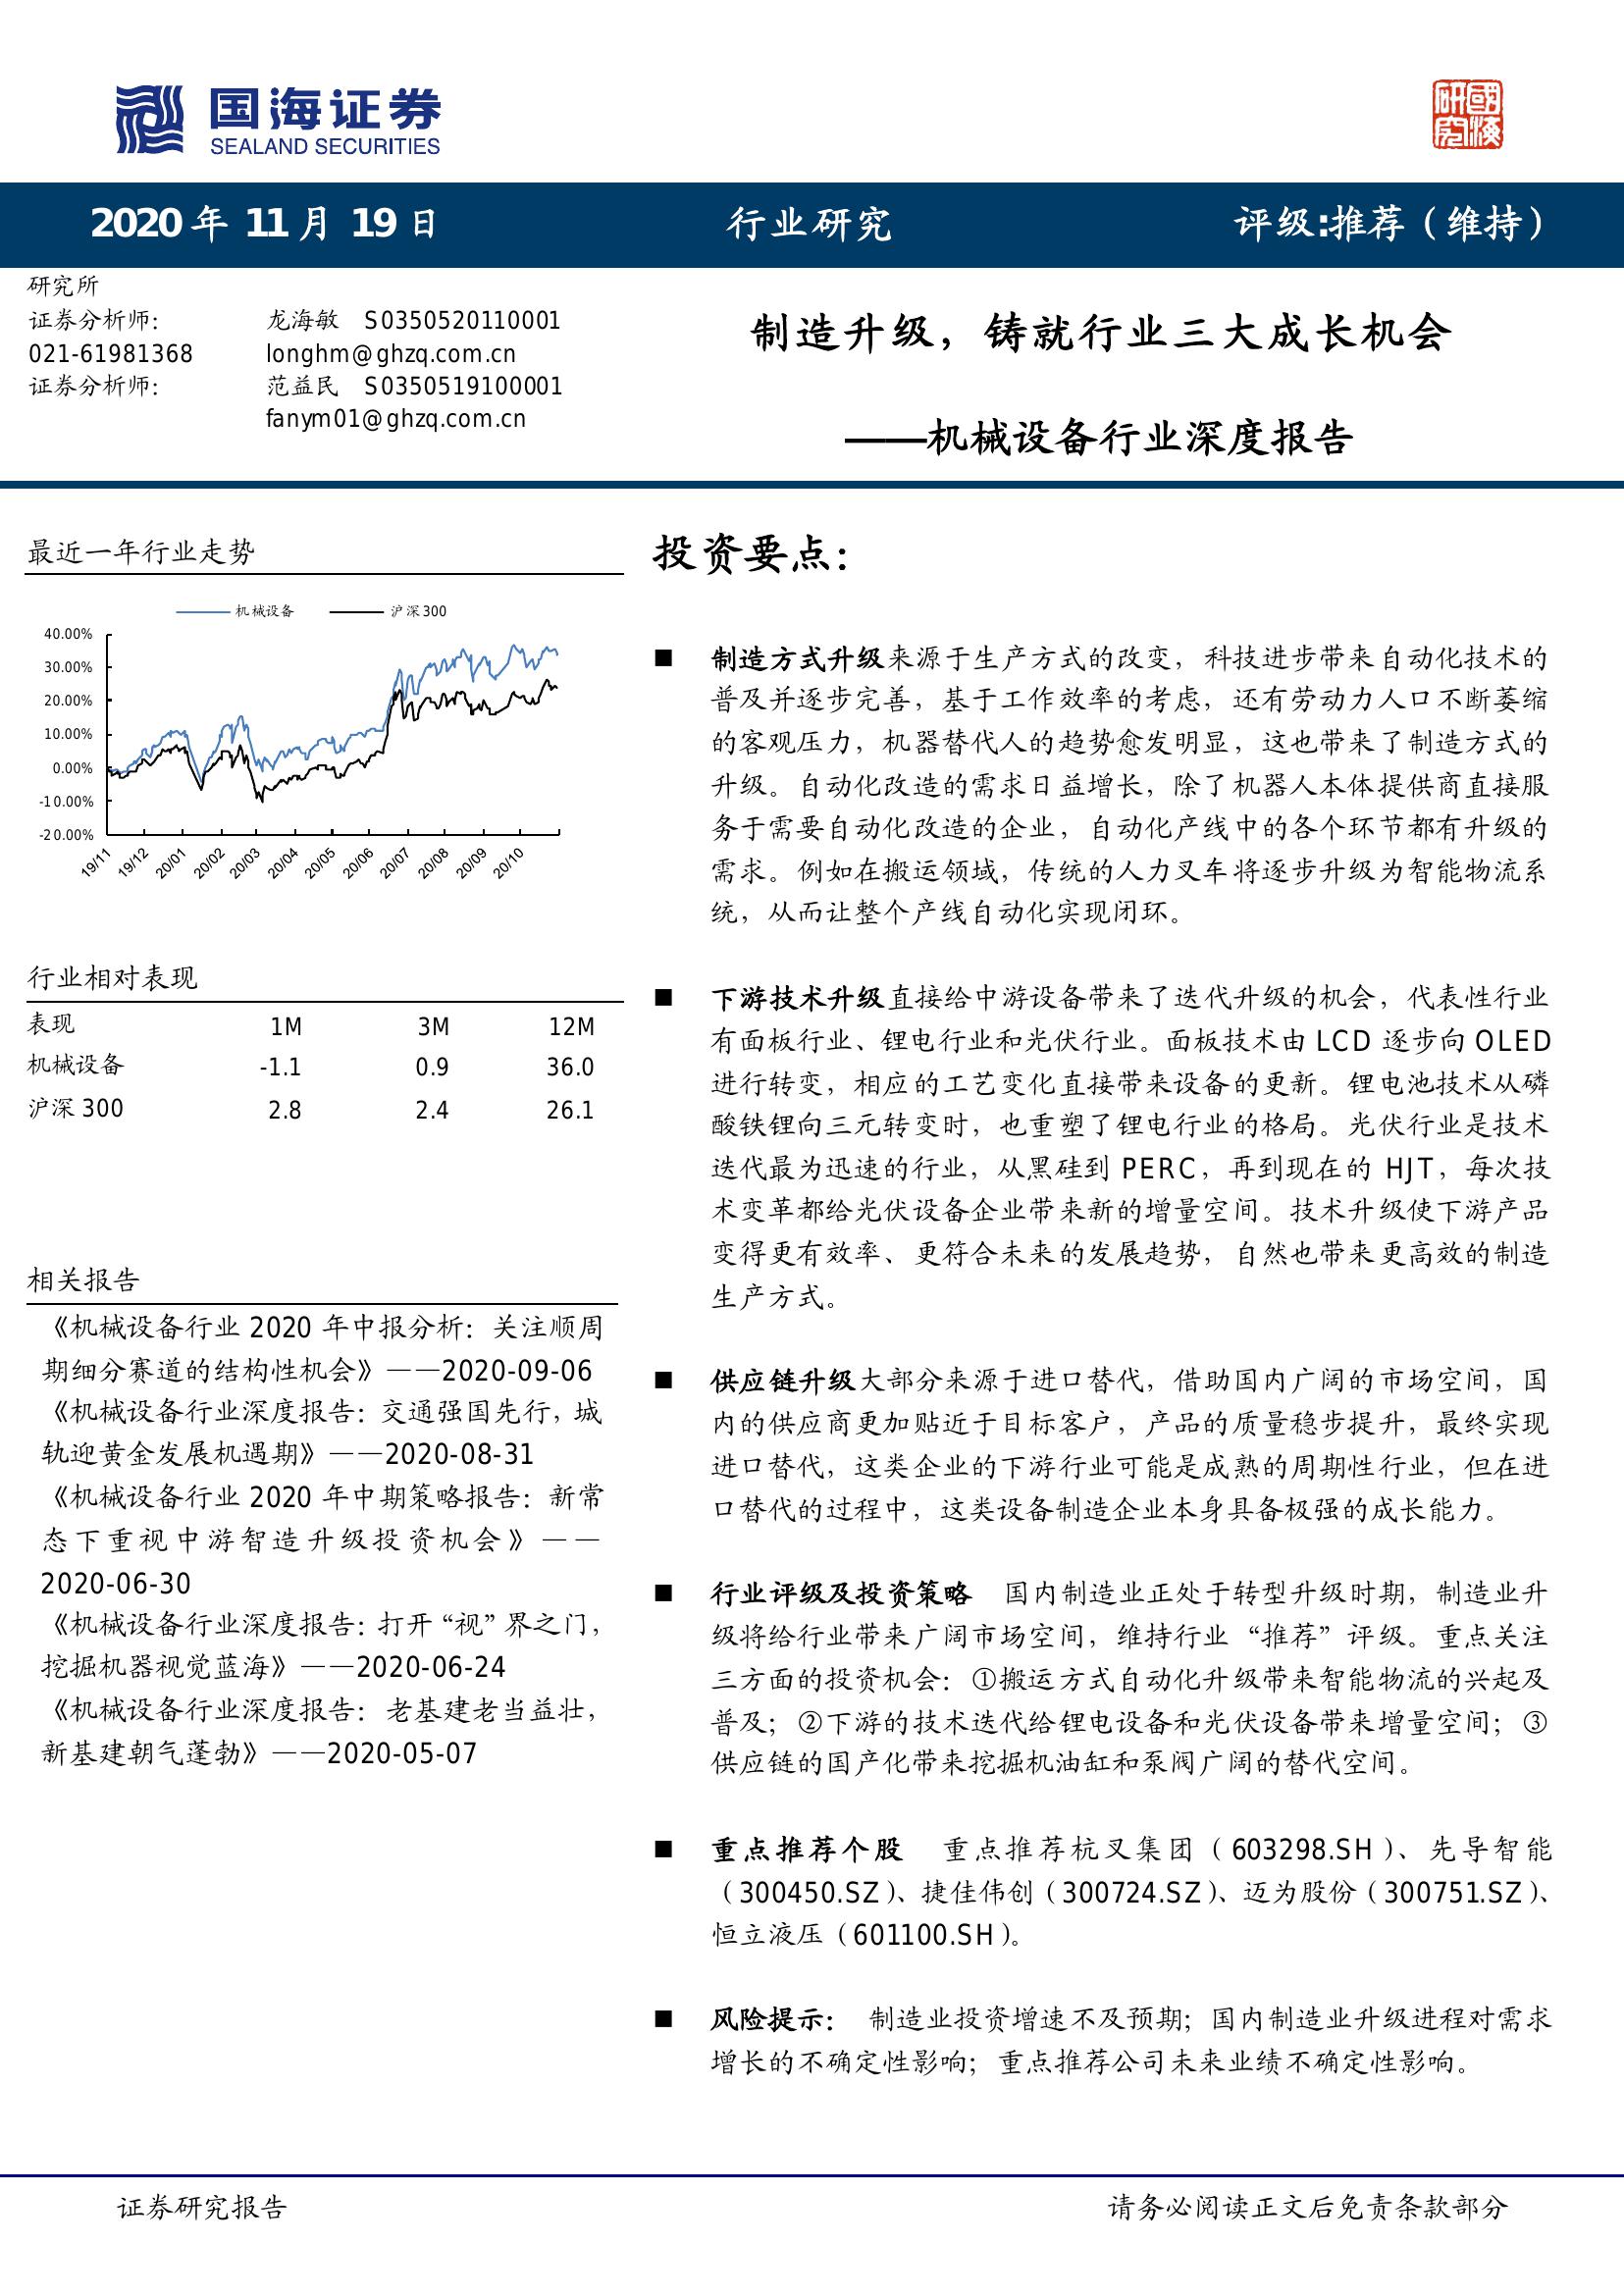 国海证券
SEALAND SECURITIES
國海研究
2020 年 11 月 19 日 行业研究 评级:推荐（维持）
研究所
证券分析师： 龙海敏 S0350520110001
021-61981368 longhm@ghzq.com.cn
证券分析师： 范益民 S0350519100001
fanym01@ghzq.com.cn
制造升级，铸就行业三大成长机会
——机械设备行业深度报告
最近一年行业走势
机械设备 沪深300
40.00%
30.00%
20.00%
10.00%
0.00%
-10.00%
-20.00%
19/11 19/12 20/01 20/02 20/03 20/04 20/05 20/06 20/07 20/08 20/09 20/10
行业相对表现
表现 1M 3M 12M
机械设备 -1.1 0.9 36.0
沪深 300 2.8 2.4 26.1
相关报告
《机械设备行业 2020 年中报分析：关注顺周
期细分赛道的结构性机会》——2020-09-06
《机械设备行业深度报告：交通强国先行，城
轨迎黄金发展机遇期》——2020-08-31
《机械设备行业 2020 年中期策略报告：新常
态下重视中游智造升级投资机会》——
2020-06-30
《机械设备行业深度报告：打开“视”界之门，
挖掘机器视觉蓝海》——2020-06-24
《机械设备行业深度报告：老基建老当益壮，
新基建朝气蓬勃》——2020-05-07
投资要点：
■ 制造方式升级来源于生产方式的改变，科技进步带来自动化技术的
普及并逐步完善，基于工作效率的考虑，还有劳动力人口不断萎缩
的客观压力，机器替代人的趋势愈发明显，这也带来了制造方式的
升级。自动化改造的需求日益增长，除了机器人本体提供商直接服
务于需要自动化改造的企业，自动化产线中的各个环节都有升级的
需求。例如在搬运领域，传统的人力叉车将逐步升级为智能物流系
统，从而让整个产线自动化实现闭环。
■ 下游技术升级直接给中游设备带来了迭代升级的机会，代表性行业
有面板行业、锂电行业和光伏行业。面板技术由 LCD 逐步向 OLED
进行转变，相应的工艺变化直接带来设备的更新。锂电池技术从磷
酸铁锂向三元转变时，也重塑了锂电行业的格局。光伏行业是技术
迭代最为迅速的行业，从黑硅到 PERC，再到现在的 HJT，每次技
术变革都给光伏设备企业带来新的增量空间。技术升级使下游产品
变得更有效率、更符合未来的发展趋势，自然也带来更高效的制造
生产方式。
■ 供应链升级大部分来源于进口替代，借助国内广阔的市场空间，国
内的供应商更加贴近于目标客户，产品的质量稳步提升，最终实现
进口替代，这类企业的下游行业可能是成熟的周期性行业，但在进
口替代的过程中，这类设备制造企业本身具备极强的成长能力。
■ 行业评级及投资策略 国内制造业正处于转型升级时期，制造业升
级将给行业带来广阔市场空间，维持行业“推荐”评级。重点关注
三方面的投资机会：①搬运方式自动化升级带来智能物流的兴起及
普及；②下游的技术迭代给锂电设备和光伏设备带来增量空间；③
供应链的国产化带来挖掘机油缸和泵阀广阔的替代空间。
■ 重点推荐个股 重点推荐杭叉集团（603298.SH）、先导智能
（300450.SZ）、捷佳伟创（300724.SZ）、迈为股份（300751.SZ）、
恒立液压（601100.SH）。
■ 风险提示： 制造业投资增速不及预期；国内制造业升级进程对需求
增长的不确定性影响；重点推荐公司未来业绩不确定性影响。
证券研究报告 请务必阅读正文后免责条款部分